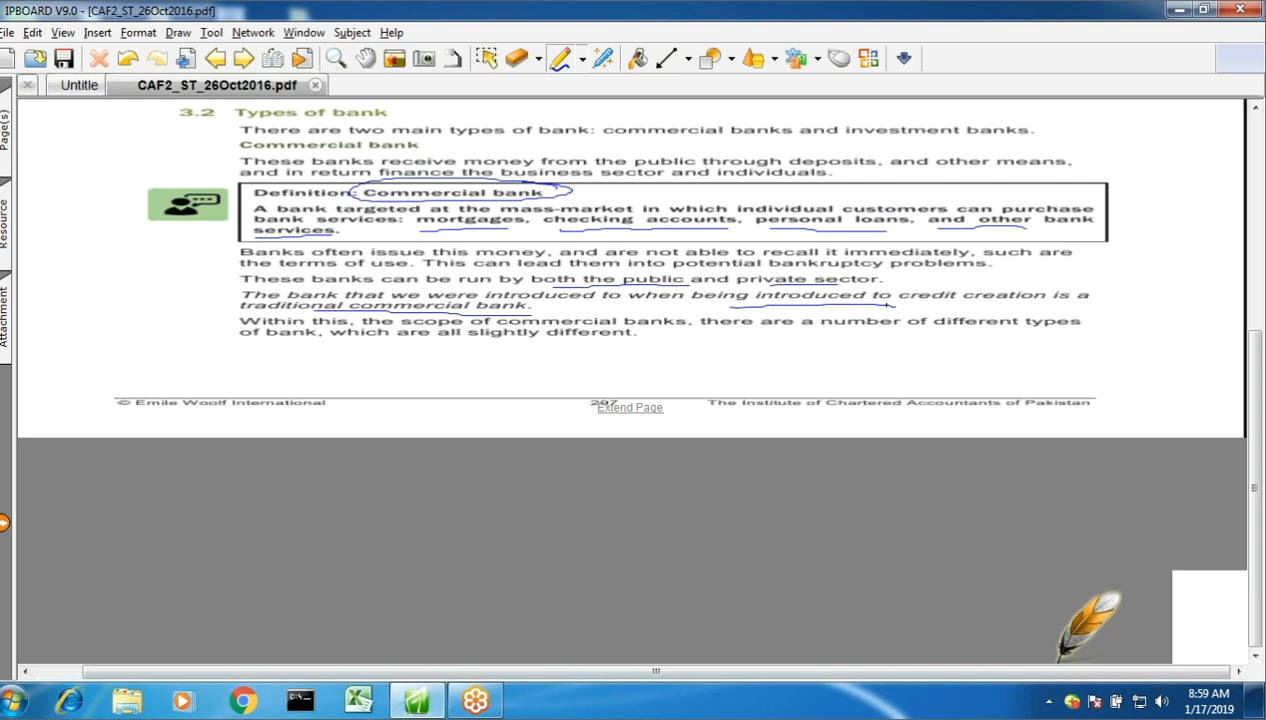 IPBOARD V9.0 - [CAF2_ST_26Oct2016.pdf]
File Edit View Insert Format Draw Tool Network Window Subject Help
Untitle CAF2_ST_26Oct2016.pdf
Page(s)
Resource
Attachment
3.2 Types of bank
There are two main types of bank: commercial banks and investment banks.
Commercial bank
These banks receive money from the public through deposits, and other means,
and in return finance the business sector and individuals.
Definition: Commercial bank
A bank targeted at the mass-market in which individual customers can purchase
bank services: mortgages, checking accounts, personal loans, and other bank
services.
Banks often issue this money, and are not able to recall it immediately, such are
the terms of use. This can lead them into potential bankruptcy problems.
These banks can be run by both the public and private sector.
The bank that we were introduced to when being introduced to credit creation is a
traditional commercial bank.
Within this, the scope of commercial banks, there are a number of different types
of bank, which are all slightly different.
© Emile Woolf International 297 The Institute of Chartered Accountants of Pakistan
Extend Page
8:59 AM
1/17/2019